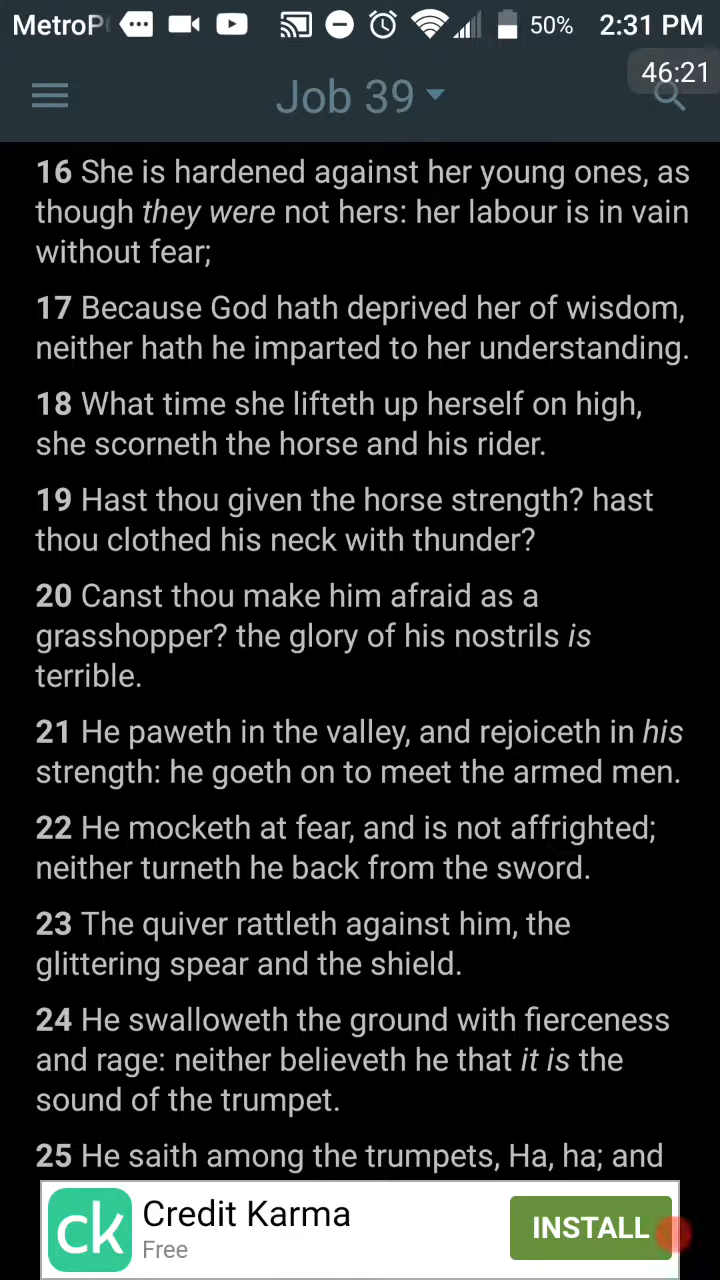 MetroP 50% 2:31 PM
46:21
Job 39
16 She is hardened against her young ones, as
though they were not hers: her labour is in vain
without fear;
17 Because God hath deprived her of wisdom,
neither hath he imparted to her understanding.
18 What time she lifteth up herself on high,
she scorneth the horse and his rider.
19 Hast thou given the horse strength? hast
thou clothed his neck with thunder?
20 Canst thou make him afraid as a
grasshopper? the glory of his nostrils is
terrible.
21 He paweth in the valley, and rejoiceth in his
strength: he goeth on to meet the armed men.
22 He mocketh at fear, and is not affrighted;
neither turneth he back from the sword.
23 The quiver rattleth against him, the
glittering spear and the shield.
24 He swalloweth the ground with fierceness
and rage: neither believeth he that it is the
sound of the trumpet.
25 He saith among the trumpets, Ha, ha; and
ck Credit Karma
Free
INSTALL